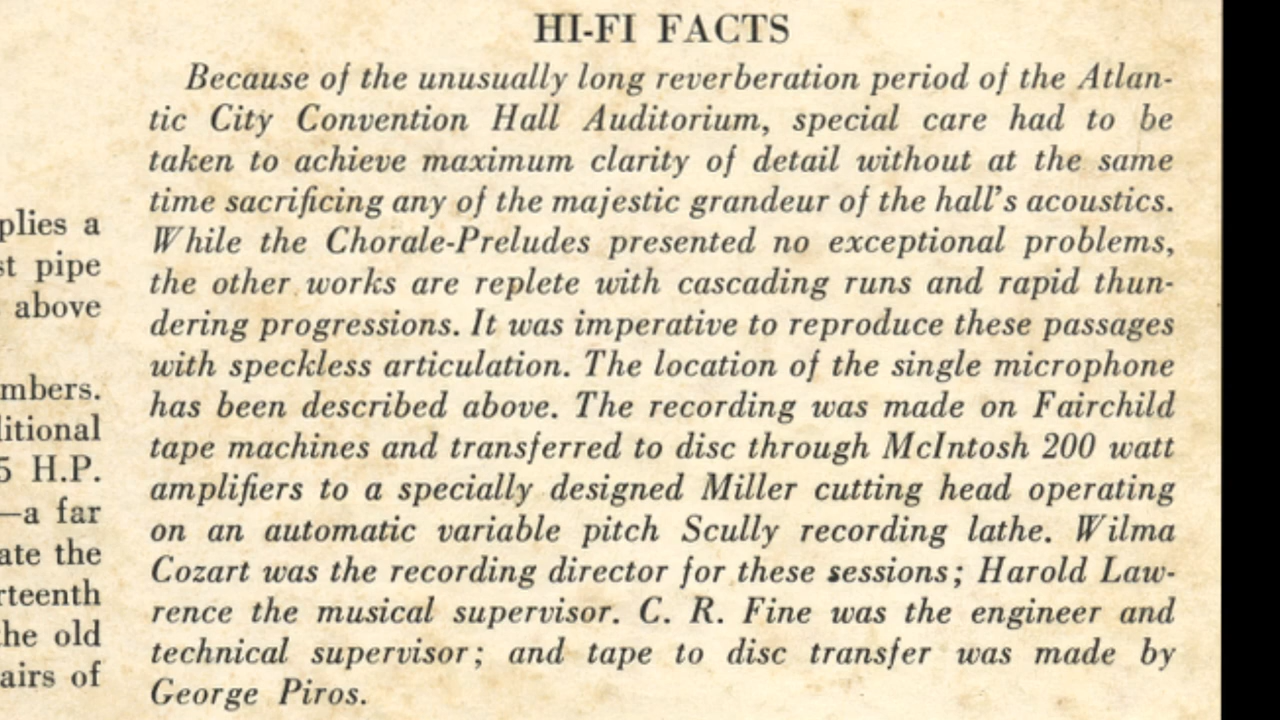 HI-FI FACTS
Because of the unusually long reverberation period of the Atlan-
tic City Convention Hall Auditorium, special care had to be
taken to achieve maximum clarity of detail without at the same
time sacrificing any of the majestic grandeur of the hall's acoustics.
While the Chorale-Preludes presented no exceptional problems,
the other works are replete with cascading runs and rapid thun-
dering progressions. It was imperative to reproduce these passages
with speckless articulation. The location of the single microphone
has been described above. The recording was made on Fairchild
tape machines and transferred to disc through McIntosh 200 watt
amplifiers to a specially designed Miller cutting head operating
on an automatic variable pitch Scully recording lathe. Wilma
Cozart was the recording director for these sessions; Harold Law-
rence the musical supervisor. C. R. Fine was the engineer and
technical supervisor; and tape to disc transfer was made by
George Piros.
plies a
st pipe
above
mbers.
litional
5 H.P.
—a far
ate the
rteenth
he old
airs of